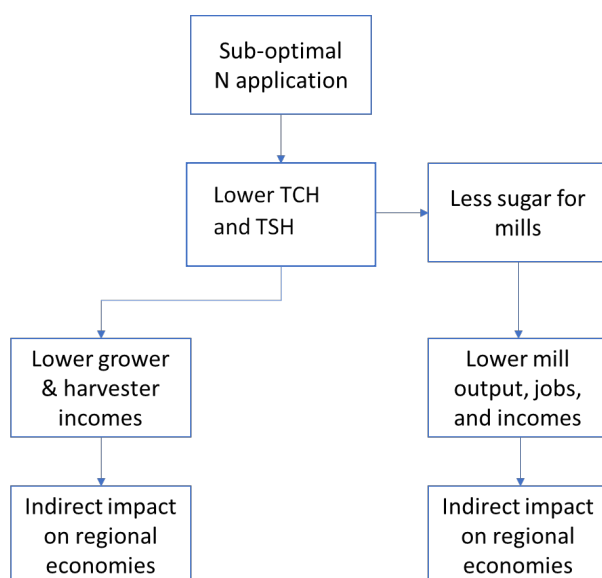 Sub-optimal
N application
Lower TCH
and TSH
Less sugar for
mills
Lower grower
& harvester
incomes
Lower mill
output, jobs,
and incomes
Indirect impact
on regional
economies
Indirect impact
on regional
economies